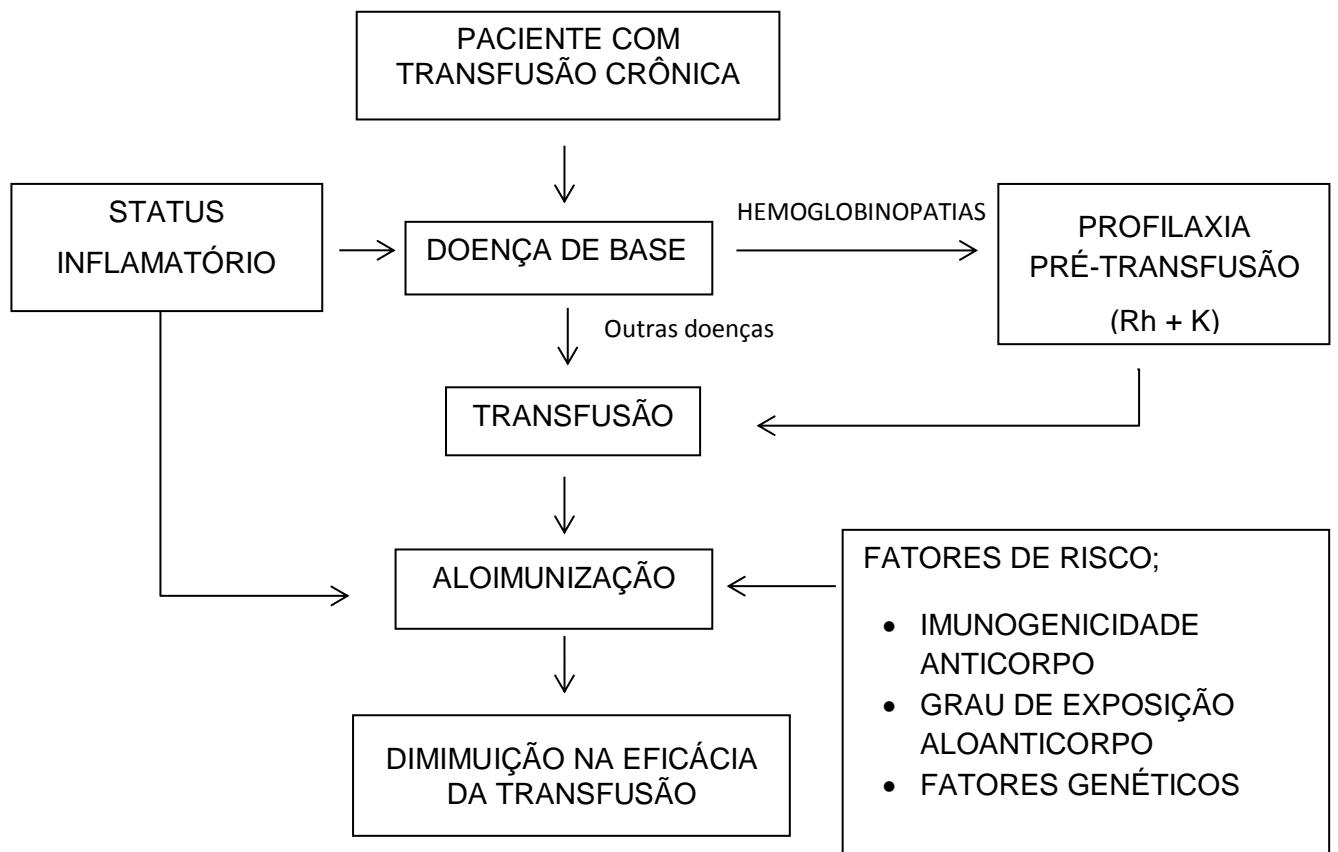 PACIENTE COM
TRANSFUSÃO CRÔNICA
STATUS
INFLAMATÓRIO
DOENÇA DE BASE
HEMOGLOBINOPATIAS
PROFILAXIA
PRÉ-TRANSFUSÃO
(Rh + K)
Outras doenças
TRANSFUSÃO
ALOIMUNIZAÇÃO
FATORES DE RISCO;
• IMUNOGENICIDADE
ANTICORPO
• GRAU DE EXPOSIÇÃO
ALOANTICORPO
• FATORES GENÉTICOS
DIMIMUIÇÃO NA EFICÁCIA
DA TRANSFUSÃO